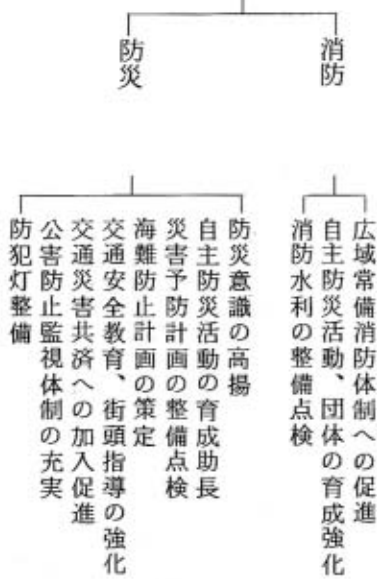 消防
広域常備消防体制への促進
自主防災活動、団体の育成強化
消防水利の整備点検
防災
防災意識の高揚
自主防災活動の育成助長
災害予防計画の整備点検
海難防止計画の策定
交通安全教育、街頭指導の強化
交通災害共済への加入促進
公害防止監視体制の充実
防犯灯整備